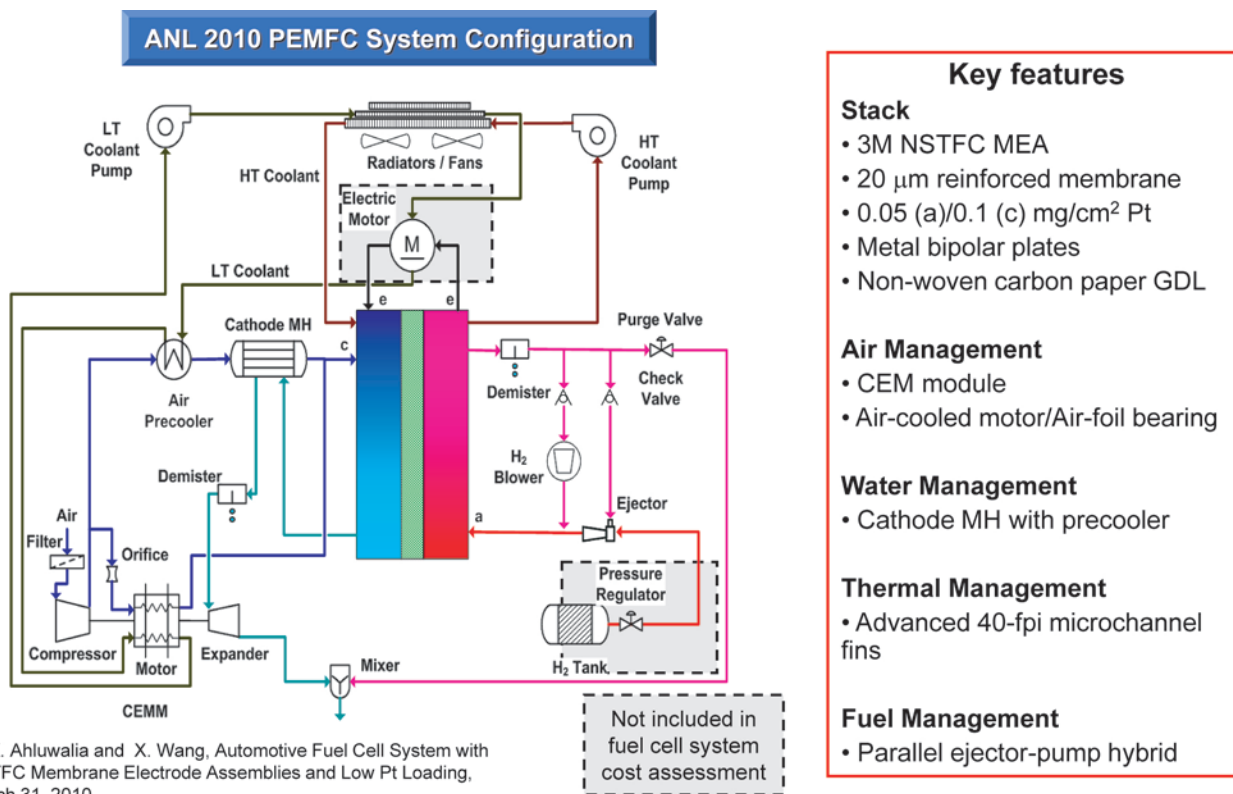 ANL 2010 PEMFC System Configuration
LT
Coolant
Pump
Radiators / Fans
HT
Coolant
Pump
HT Coolant
Electric
Motor
M
LT Coolant
e
e
Cathode MH
c
Purge Valve
Air
Precooler
Demister
Check
Valve
H2
Blower
Demister
Ejector
a
Air
Filter
Orifice
Pressure
Regulator
Compressor
Motor
Expander
H2 Tank
Mixer
CEMM
Not included in
fuel cell system
cost assessment
. Ahluwalia and X. Wang, Automotive Fuel Cell System with
TFC Membrane Electrode Assemblies and Low Pt Loading,
31, 2010
Key features
Stack
• 3M NSTFC MEA
• 20 μm reinforced membrane
• 0.05 (a)/0.1 (c) mg/cm² Pt
• Metal bipolar plates
• Non-woven carbon paper GDL
Air Management
• CEM module
• Air-cooled motor/Air-foil bearing
Water Management
• Cathode MH with precooler
Thermal Management
• Advanced 40-fpi microchannel
fins
Fuel Management
• Parallel ejector-pump hybrid